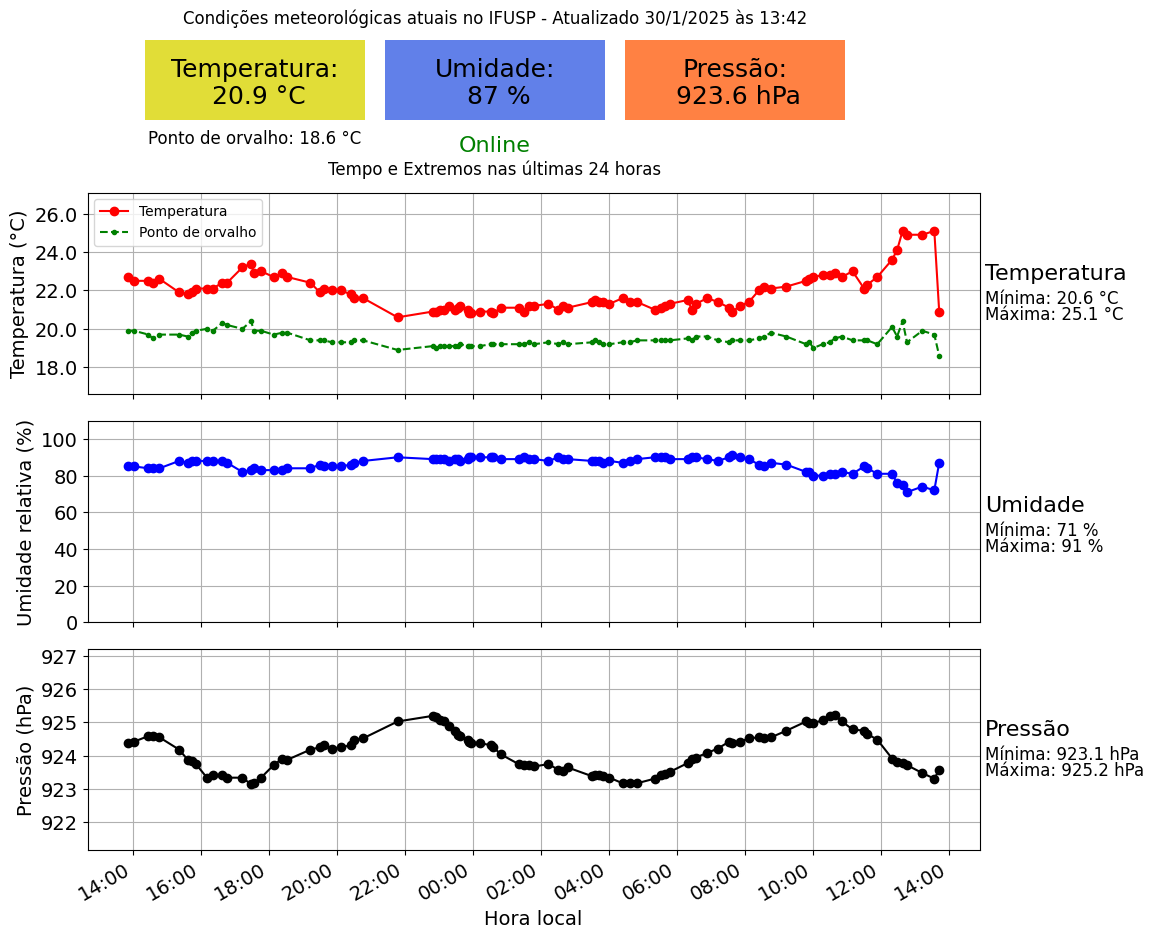 Condições meteorológicas atuais no IFUSP - Atualizado 30/1/2025 às 13:42
Temperatura:
20.9 °C
Umidade:
87 %
Pressão:
923.6 hPa
Ponto de orvalho: 18.6 °C
Online
Tempo e Extremos nas últimas 24 horas
Temperatura (°C)
26.0
24.0
22.0
20.0
18.0
Temperatura
Ponto de orvalho
Temperatura
Mínima: 20.6 °C
Máxima: 25.1 °C
Umidade relativa (%)
100
80
60
40
20
0
Umidade
Mínima: 71 %
Máxima: 91 %
Pressão (hPa)
927
926
925
924
923
922
Pressão
Mínima: 923.1 hPa
Máxima: 925.2 hPa
14:00 16:00 18:00 20:00 22:00 00:00 02:00 04:00 06:00 08:00 10:00 12:00 14:00
Hora local